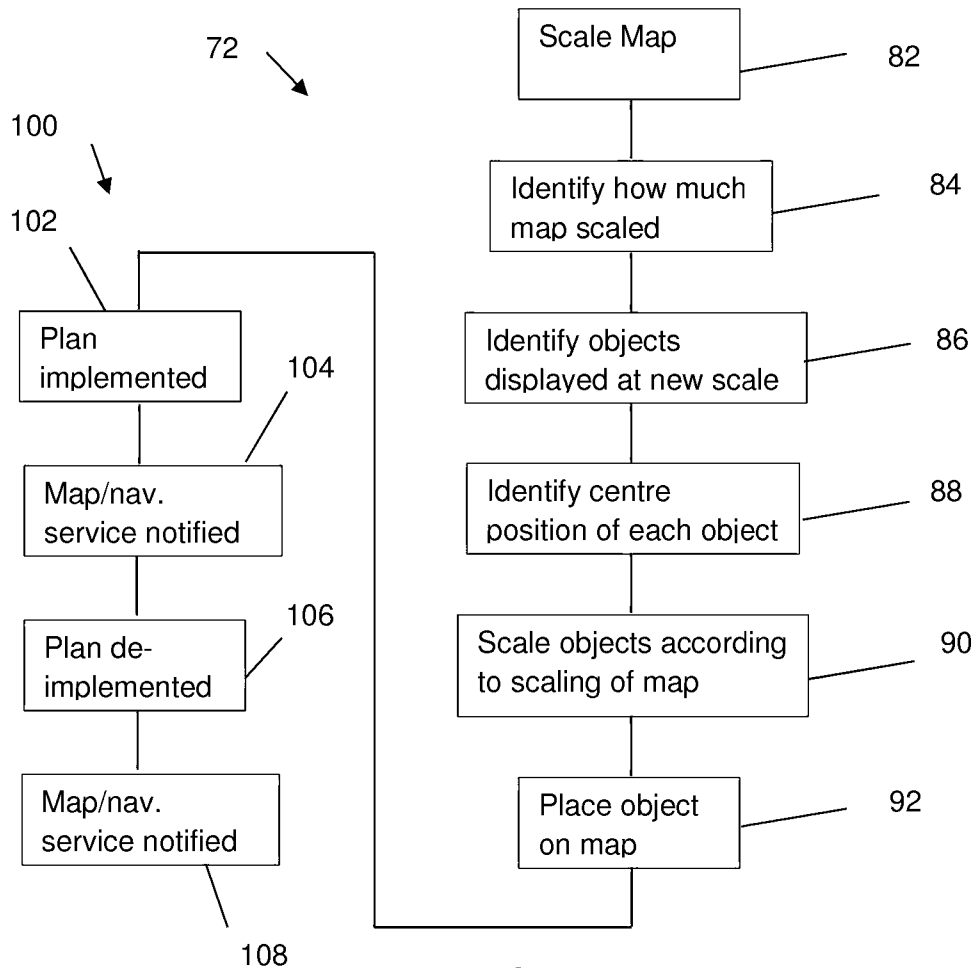 72
Scale Map
82
100
Identify how much
map scaled
84
102
Plan
implemented
104
Identify objects
displayed at new scale
86
Map/nav.
service notified
Identify centre
position of each object
88
106
Plan de-
implemented
Scale objects according
to scaling of map
90
Map/nav.
service notified
Place object
on map
92
108